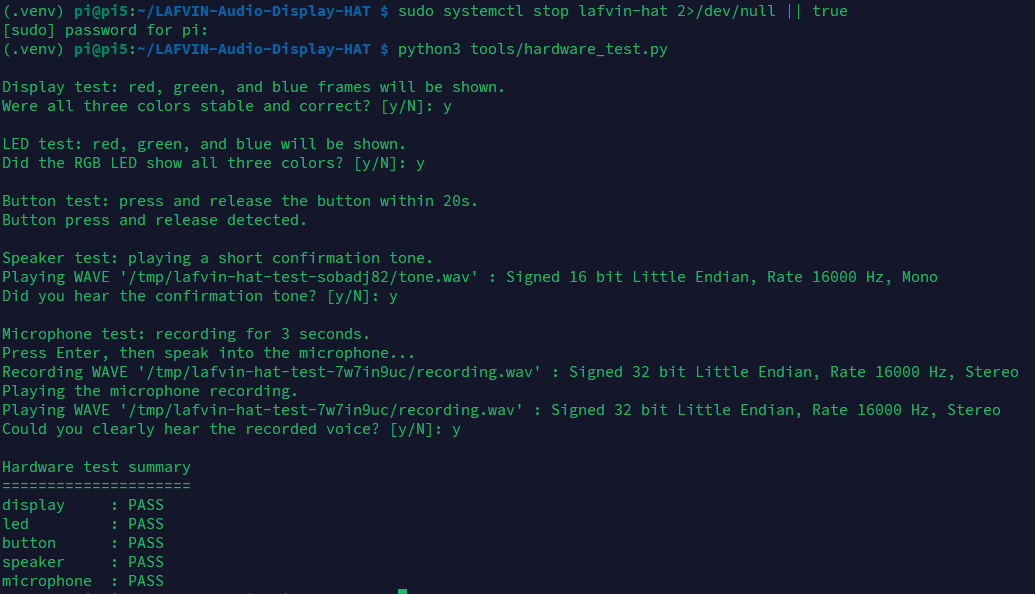 (.venv) pi@pi5:~/LAFVIN-Audio-Display-HAT $ sudo systemctl stop lafvin-hat 2>/dev/null || true
[sudo] password for pi:
(.venv) pi@pi5:~/LAFVIN-Audio-Display-HAT $ python3 tools/hardware_test.py

Display test: red, green, and blue frames will be shown.
Were all three colors stable and correct? [y/N]: y

LED test: red, green, and blue will be shown.
Did the RGB LED show all three colors? [y/N]: y

Button test: press and release the button within 20s.
Button press and release detected.

Speaker test: playing a short confirmation tone.
Playing WAVE '/tmp/lafvin-hat-test-sobadj82/tone.wav' : Signed 16 bit Little Endian, Rate 16000 Hz, Mono
Did you hear the confirmation tone? [y/N]: y

Microphone test: recording for 3 seconds.
Press Enter, then speak into the microphone...
Recording WAVE '/tmp/lafvin-hat-test-7w7in9uc/recording.wav' : Signed 32 bit Little Endian, Rate 16000 Hz, Stereo
Playing the microphone recording.
Playing WAVE '/tmp/lafvin-hat-test-7w7in9uc/recording.wav' : Signed 32 bit Little Endian, Rate 16000 Hz, Stereo
Could you clearly hear the recorded voice? [y/N]: y

Hardware test summary
=====================
display     : PASS
led         : PASS
button      : PASS
speaker     : PASS
microphone  : PASS